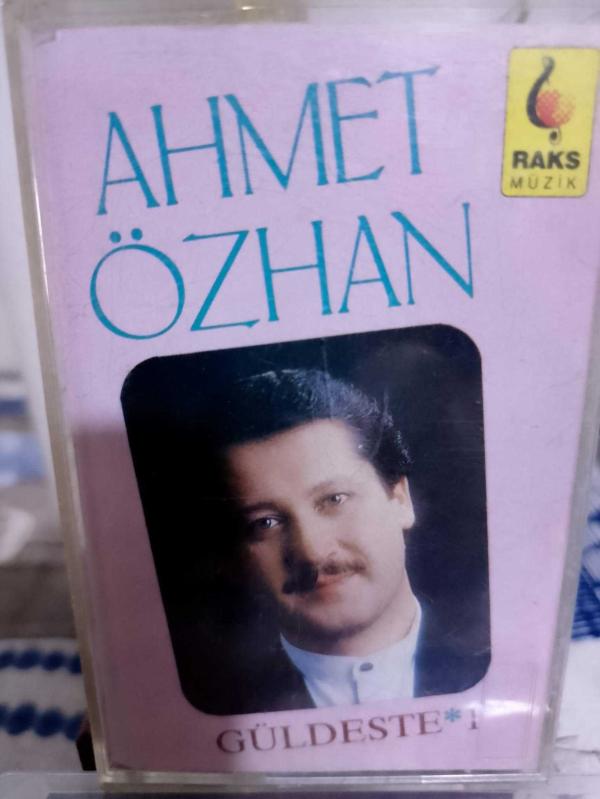 AHMET
ÖZHAN
RAKS
MÜZİK
GÜLDESTE*1